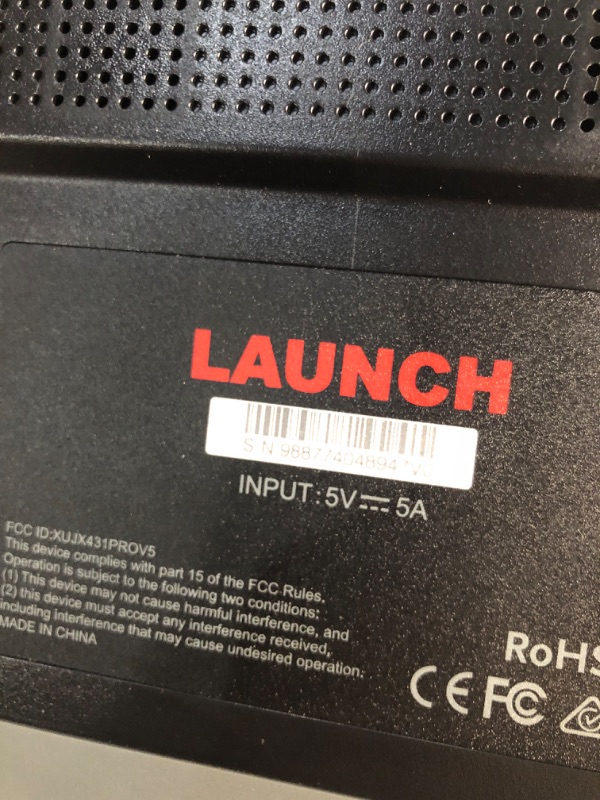 LAUNCH
S N
INPUT : 5V⎓ 5A
FCC ID:XUJX431PROV5
This device complies with part 15 of the FCC Rules.
Operation is subject to the following two conditions:
(1) This device may not cause harmful interference, and
(2) this device must accept any interference received,
including interference that may cause undesired operation.
MADE IN CHINA
RoHS
CE FC